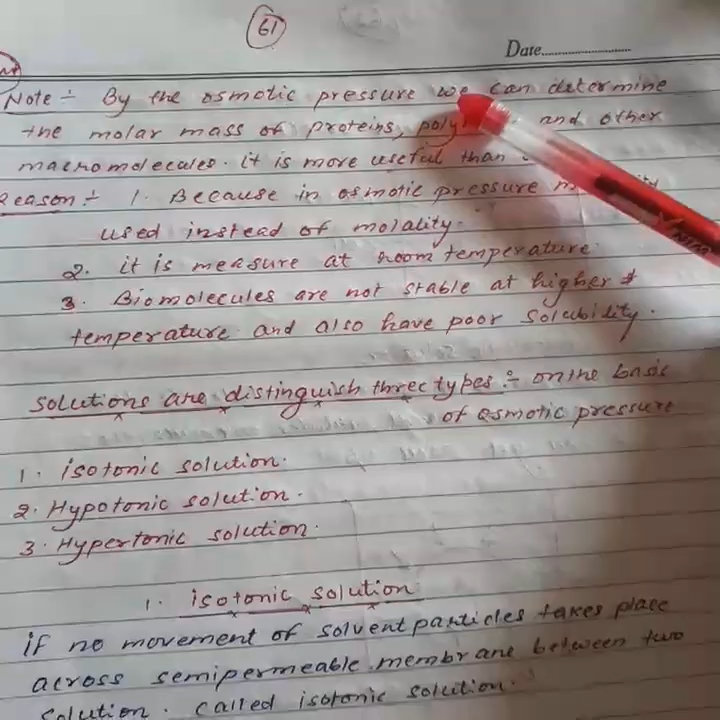 61
Date
Note ÷ By the osmotic pressure we can determine
the molar mass of proteins, and other
macromolecules. it is more useful than
Reason ÷ 1. Because in osmotic pressure
used instead of molality.
2. it is measure at room temperature.
3. Biomolecules are not stable at higher
temperature. and also have poor solubidity.
solutions are distinguish three types ÷ on the basic
of osmotic pressure
1. isotonic solution.
2. Hypotonic solution.
3. Hypertonic solution.
1. isotonic solution
if no movement of solvent particles takes place
across semipermeable membrane between two
solution. called isotonic solution.